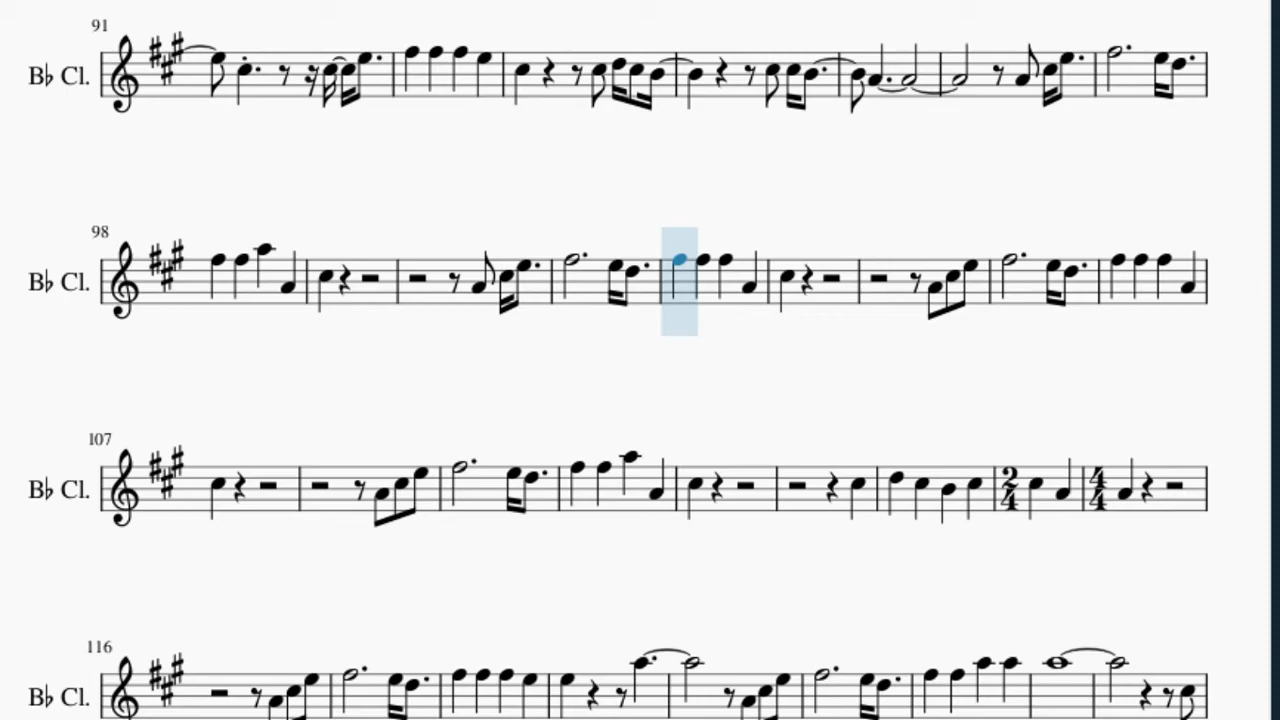 91
B♭ Cl.
98
B♭ Cl.
107
B♭ Cl. 2 4 4 4
116
B♭ Cl.